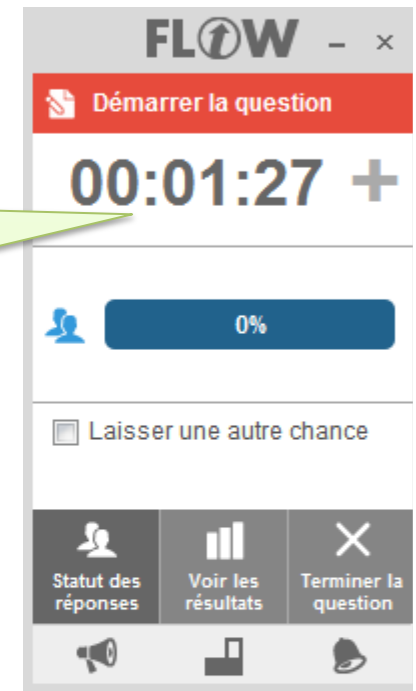 FLOW – ×
Démarrer la question
00:01:27 +
0%
Laisser une autre chance
Statut des réponses
Voir les résultats
Terminer la question